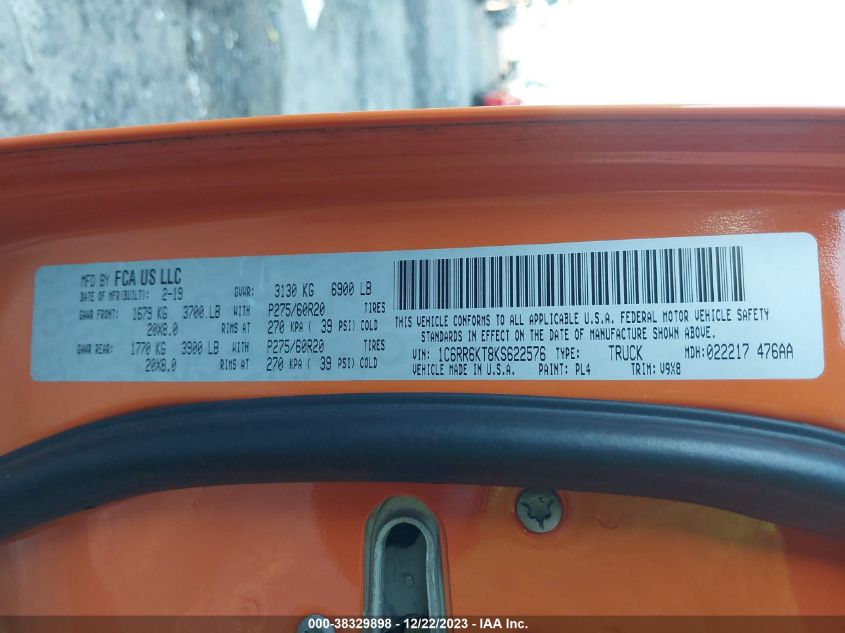 MFD BY FCA US LLC
DATE OF MFR(BUILT): 2-19 GVWR: 3130 KG 6900 LB
GAWR FRONT: 1679 KG 3700 LB WITH P275/60R20 TIRES
20X8.0 RIMS AT 270 KPA ( 39 PSI) COLD
GAWR REAR: 1770 KG 3900 LB WITH P275/60R20 TIRES
20X8.0 RIMS AT 270 KPA ( 39 PSI) COLD
THIS VEHICLE CONFORMS TO ALL APPLICABLE U.S.A. FEDERAL MOTOR VEHICLE SAFETY
STANDARDS IN EFFECT ON THE DATE OF MANUFACTURE SHOWN ABOVE.
VIN: 1C6RR6KT8KS622576 TYPE: TRUCK MDH:022217 476AA
VEHICLE MADE IN U.S.A. PAINT: PL4 TRIM: V9X8
000-38329898 - 12/22/2023 - IAA Inc.